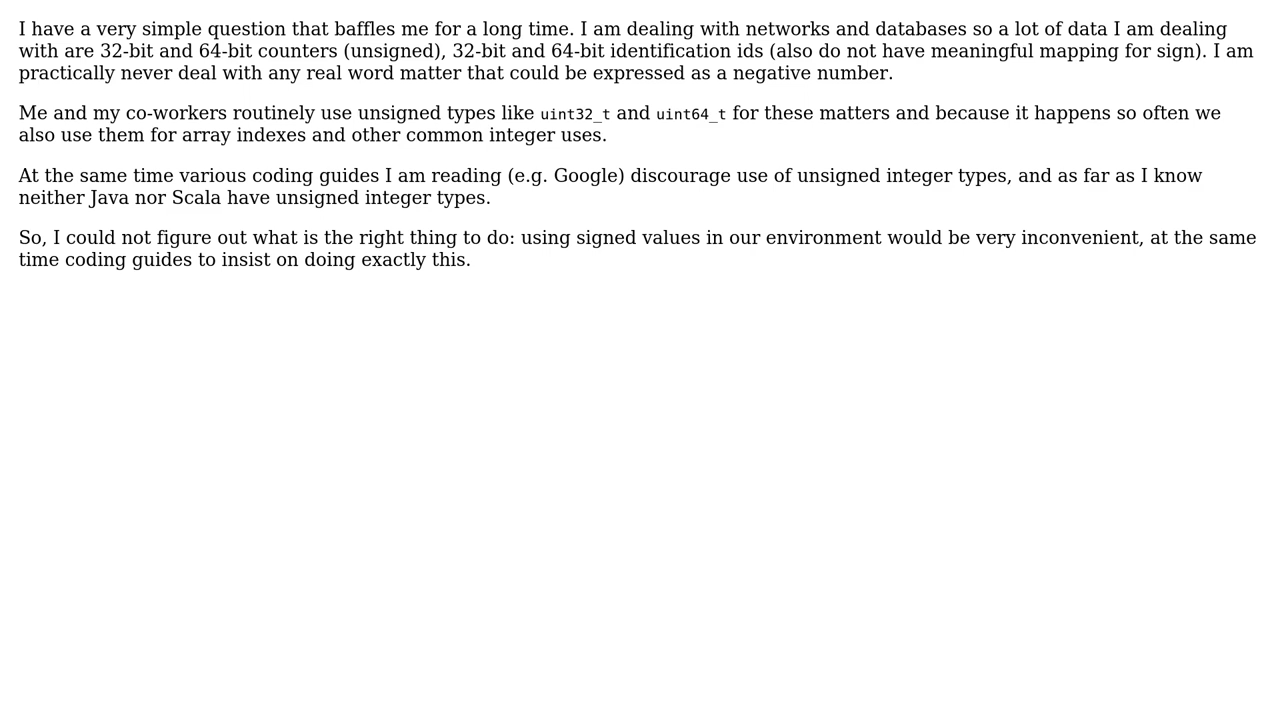 I have a very simple question that baffles me for a long time. I am dealing with networks and databases so a lot of data I am dealing
with are 32-bit and 64-bit counters (unsigned), 32-bit and 64-bit identification ids (also do not have meaningful mapping for sign). I am
practically never deal with any real word matter that could be expressed as a negative number.
Me and my co-workers routinely use unsigned types like uint32_t and uint64_t for these matters and because it happens so often we
also use them for array indexes and other common integer uses.
At the same time various coding guides I am reading (e.g. Google) discourage use of unsigned integer types, and as far as I know
neither Java nor Scala have unsigned integer types.
So, I could not figure out what is the right thing to do: using signed values in our environment would be very inconvenient, at the same
time coding guides to insist on doing exactly this.